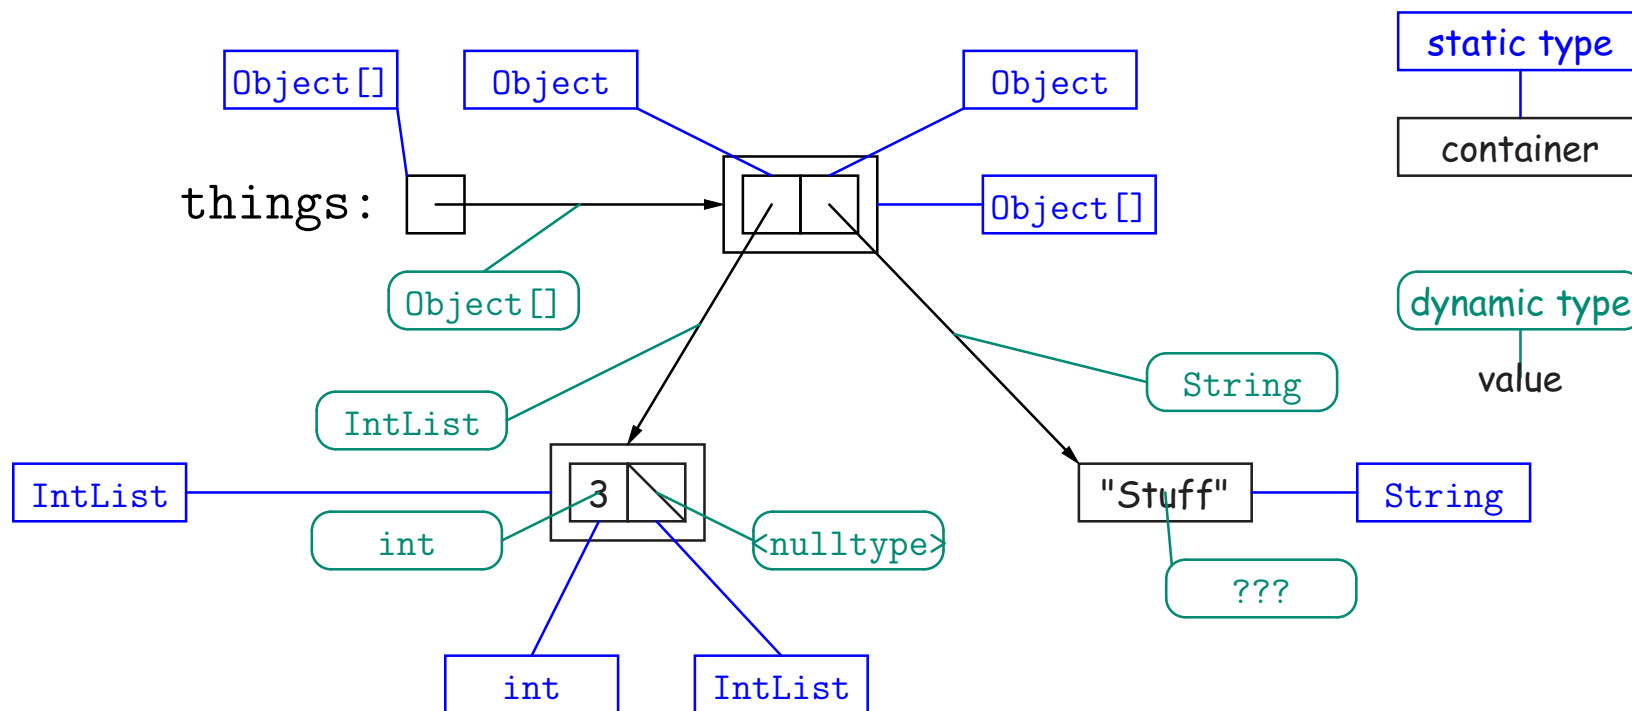 static type
Object[]
Object
Object
container
things:
Object[]
Object[]
dynamic type
value
String
IntList
IntList
3
"Stuff"
String
int
<nulltype>
???
int
IntList